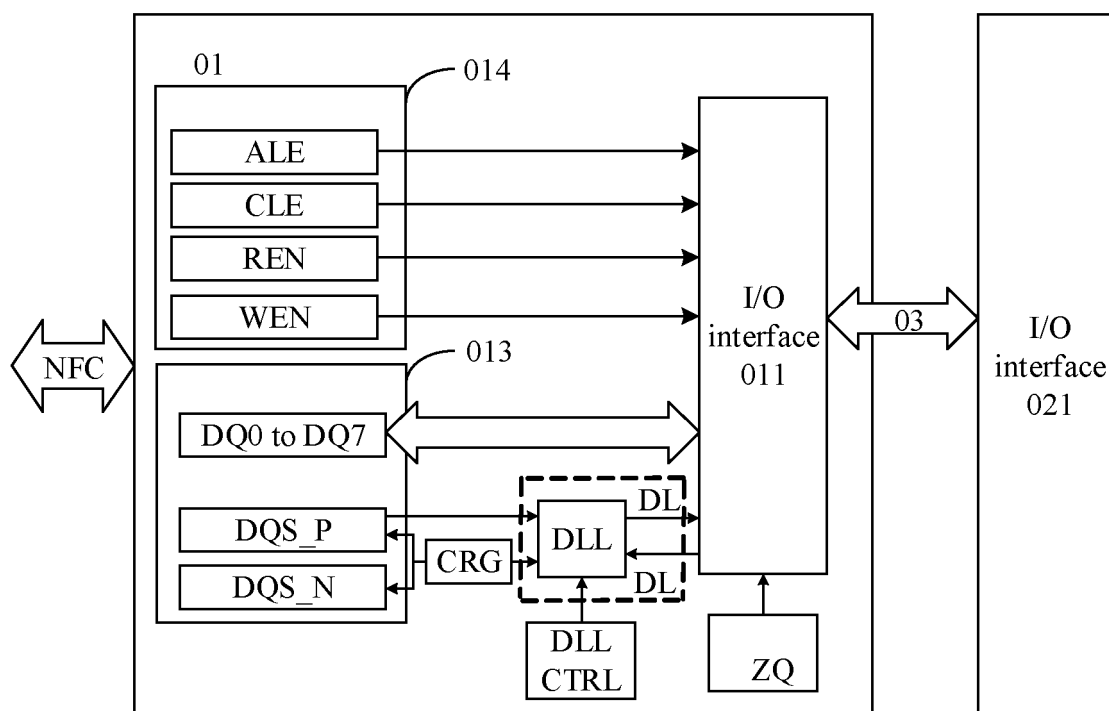 01
014
ALE
CLE
REN
WEN
I/O
interface
011
03
I/O
interface
021
NFC
013
DQ0 to DQ7
DL
DQS_P
DLL
CRG
DQS_N
DL
DLL
CTRL
ZQ